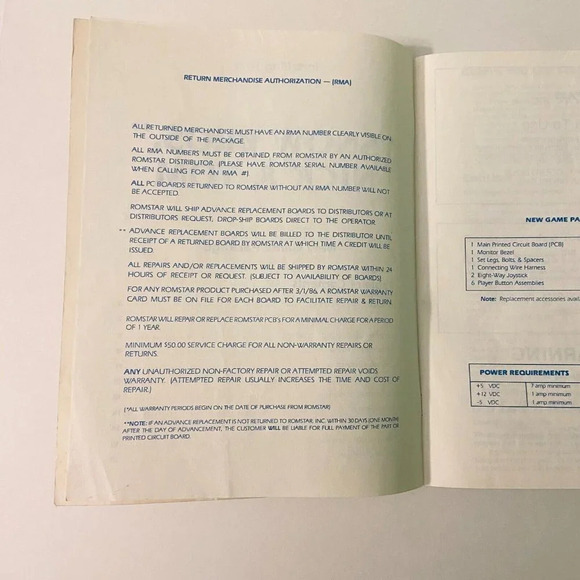 RETURN MERCHANDISE AUTHORIZATION — (RMA)
ALL RETURNED MERCHANDISE MUST HAVE AN RMA NUMBER CLEARLY VISIBLE ON
THE OUTSIDE OF THE PACKAGE.
ALL RMA NUMBERS MUST BE OBTAINED FROM ROMSTAR BY AN AUTHORIZED
ROMSTAR DISTRIBUTOR. (PLEASE HAVE ROMSTAR SERIAL NUMBER AVAILABLE
WHEN CALLING FOR AN RMA #)
ALL PC BOARDS RETURNED TO ROMSTAR WITHOUT AN RMA NUMBER WILL NOT
BE ACCEPTED.
ROMSTAR WILL SHIP ADVANCE REPLACEMENT BOARDS TO DISTRIBUTORS OR AT
DISTRIBUTORS REQUEST, DROP-SHIP BOARDS DIRECT TO THE OPERATOR.
** ADVANCE REPLACEMENT BOARDS WILL BE BILLED TO THE DISTRIBUTOR UNTIL
RECEIPT OF A RETURNED BOARD BY ROMSTAR AT WHICH TIME A CREDIT WILL BE
ISSUED.
ALL REPAIRS AND/OR REPLACEMENTS WILL BE SHIPPED BY ROMSTAR WITHIN 24
HOURS OF RECEIPT OR REQUEST. (SUBJECT TO AVAILABILITY OF BOARDS)
FOR ANY ROMSTAR PRODUCT PURCHASED AFTER 3/1/86, A ROMSTAR WARRANTY
CARD MUST BE ON FILE FOR EACH BOARD TO FACILITATE REPAIR & RETURN.
ROMSTAR WILL REPAIR OR REPLACE ROMSTAR PCB'S FOR A MINIMAL CHARGE FOR A PERIOD
OF 1 YEAR.
MINIMUM $50.00 SERVICE CHARGE FOR ALL NON-WARRANTY REPAIRS OR
RETURNS.
ANY UNAUTHORIZED NON-FACTORY REPAIR OR ATTEMPTED REPAIR VOIDS
WARRANTY. (ATTEMPTED REPAIR USUALLY INCREASES THE TIME AND COST OF
REPAIR.)
(*ALL WARRANTY PERIODS BEGIN ON THE DATE OF PURCHASE FROM ROMSTAR)
**NOTE: IF AN ADVANCE REPLACEMENT IS NOT RETURNED TO ROMSTAR, INC. WITHIN 30 DAYS (ONE MONTH)
AFTER THE DAY OF ADVANCEMENT, THE CUSTOMER WILL BE LIABLE FOR FULL PAYMENT OF THE PART OR
PRINTED CIRCUIT BOARD.
NEW GAME PA
1 Main Printed Circuit Board (PCB)
1 Monitor Bezel
1 Set Legs, Bolts, & Spacers
1 Connecting Wire Harness
2 Eight-Way Joystick
6 Player Button Assemblies
Note: Replacement accessories avail
POWER REQUIREMENTS
+5 VDC 7 amp minimum
+12 VDC 1 amp minimum
-5 VDC 1 amp minimum